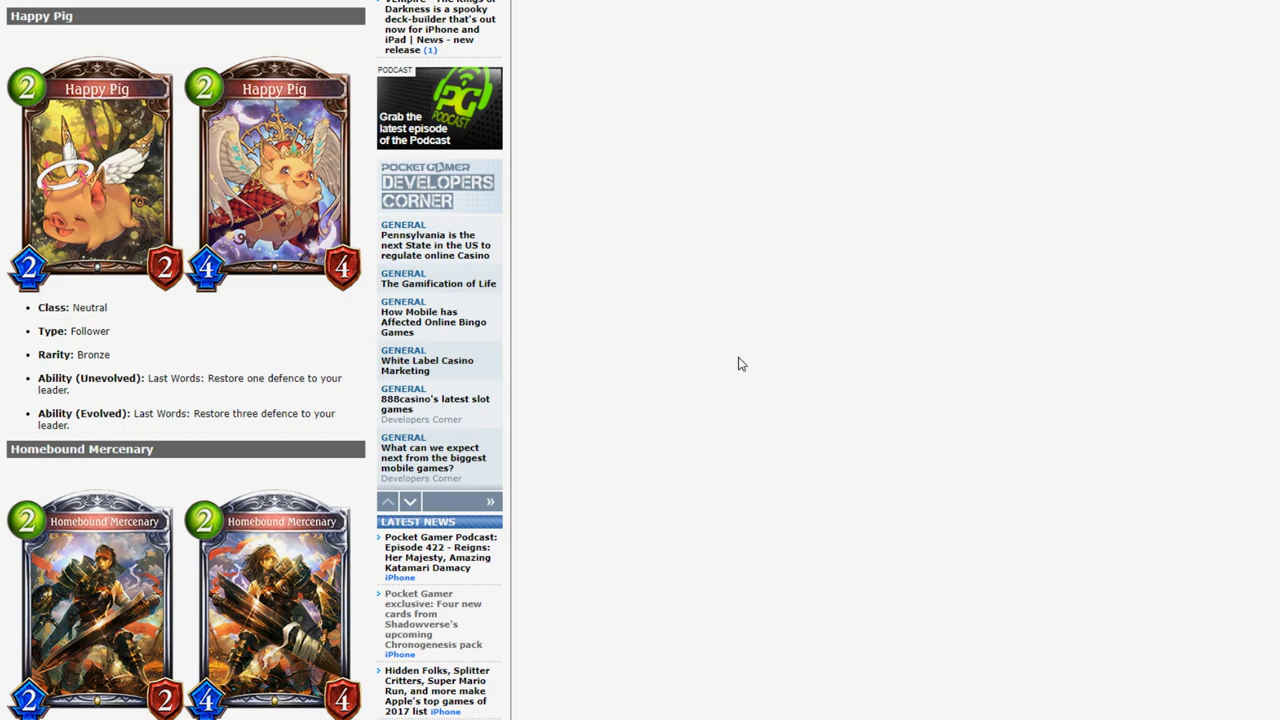 Happy Pig
2
Happy Pig
2
2
2
Happy Pig
4
4
Class: Neutral
Type: Follower
Rarity: Bronze
Ability (Unevolved): Last Words: Restore one defence to your
leader.
Ability (Evolved): Last Words: Restore three defence to your
leader.
Homebound Mercenary
2
Homebound Mercenary
2
2
2
Homebound Mercenary
4
4
Darkness is a spooky
deck-builder that's out
now for iPhone and
iPad | News - new
release (1)
PODCAST
PG
PODCAST
Grab the
latest episode
of the Podcast
POCKET GAMER
DEVELOPERS
CORNER
GENERAL
Pennsylvania is the
next State in the US to
regulate online Casino
GENERAL
The Gamification of Life
GENERAL
How Mobile has
Affected Online Bingo
Games
GENERAL
White Label Casino
Marketing
GENERAL
888casino's latest slot
games
Developers Corner
GENERAL
What can we expect
next from the biggest
mobile games?
Developers Corner
»
LATEST NEWS
Pocket Gamer Podcast:
Episode 422 - Reigns:
Her Majesty, Amazing
Katamari Damacy
iPhone
Pocket Gamer
exclusive: Four new
cards from
Shadowverse's
upcoming
Chronogenesis pack
iPhone
Hidden Folks, Splitter
Critters, Super Mario
Run, and more make
Apple's top games of
2017 list iPhone